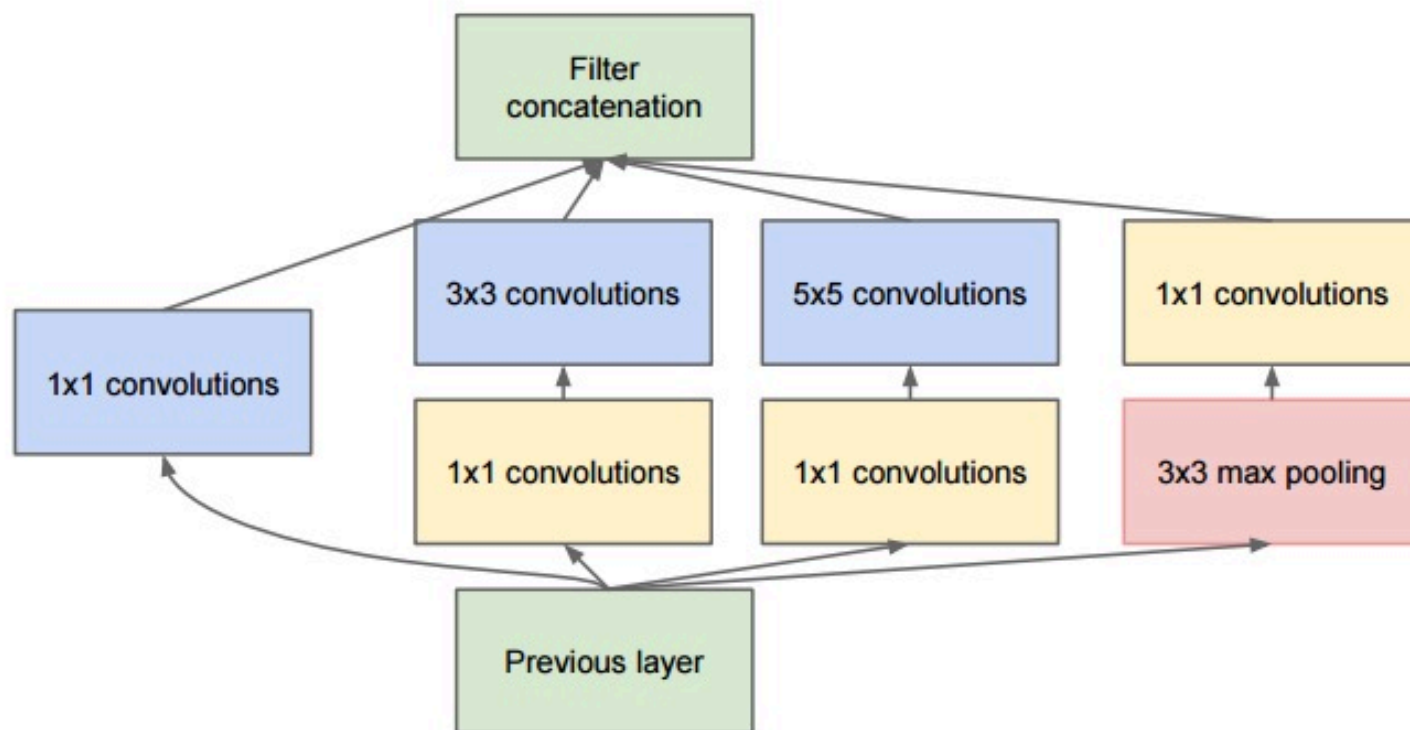 Filter
concatenation
3x3 convolutions
5x5 convolutions
1x1 convolutions
1x1 convolutions
1x1 convolutions
1x1 convolutions
3x3 max pooling
Previous layer